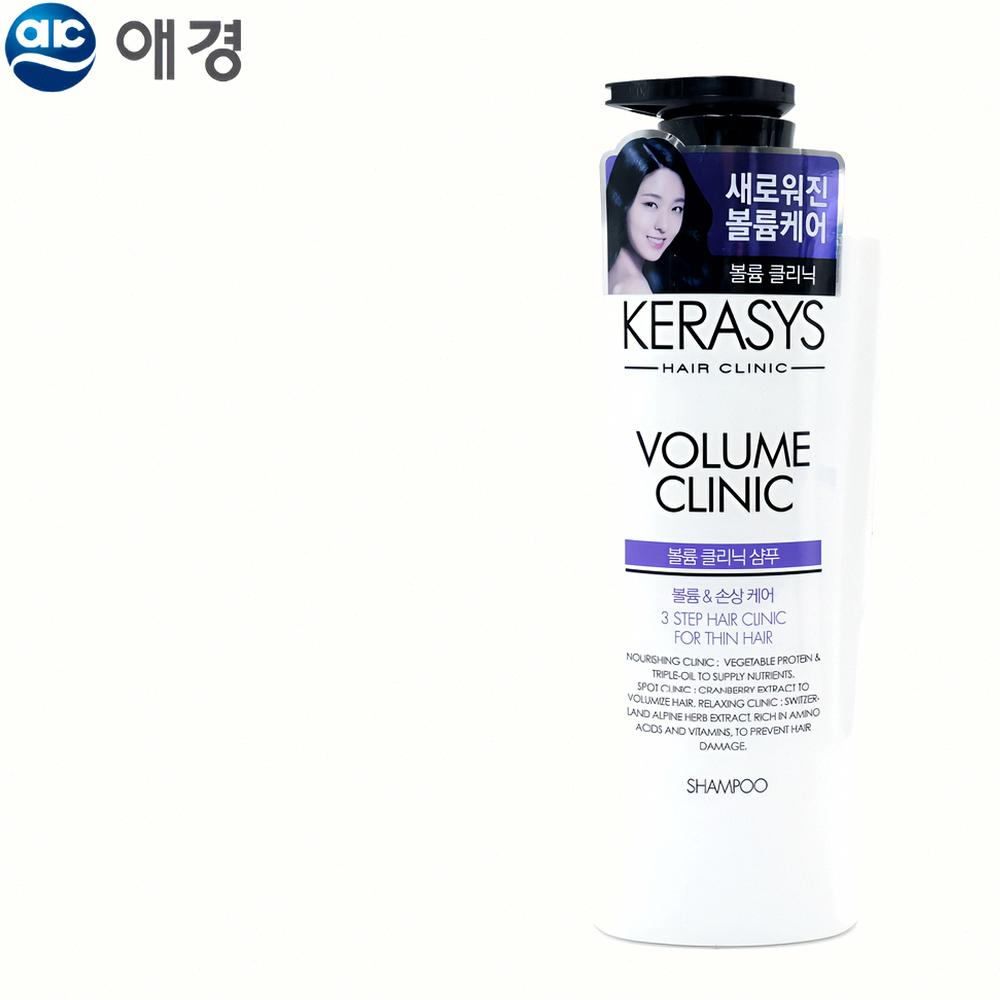 aĸ 애경
새로워진
볼륨케어
볼륨 클리닉
KERASYS
HAIR CLINIC
VOLUME
CLINIC
볼륨 클리닉 샴푸
볼륨 & 손상 케어
3 STEP HAIR CLINIC
FOR THIN HAIR
NOURISHING CLINIC : VEGETABLE PROTEIN &
TRIPLE-OIL TO SUPPLY NUTRIENTS.
SPOT CLINIC : CRANBERRY EXTRACT TO
VOLUMIZE HAIR. RELAXING CLINIC : SWITZER-
LAND ALPINE HERB EXTRACT. RICH IN AMINO
ACIDS AND VITAMINS, TO PREVENT HAIR
DAMAGE.
SHAMPOO